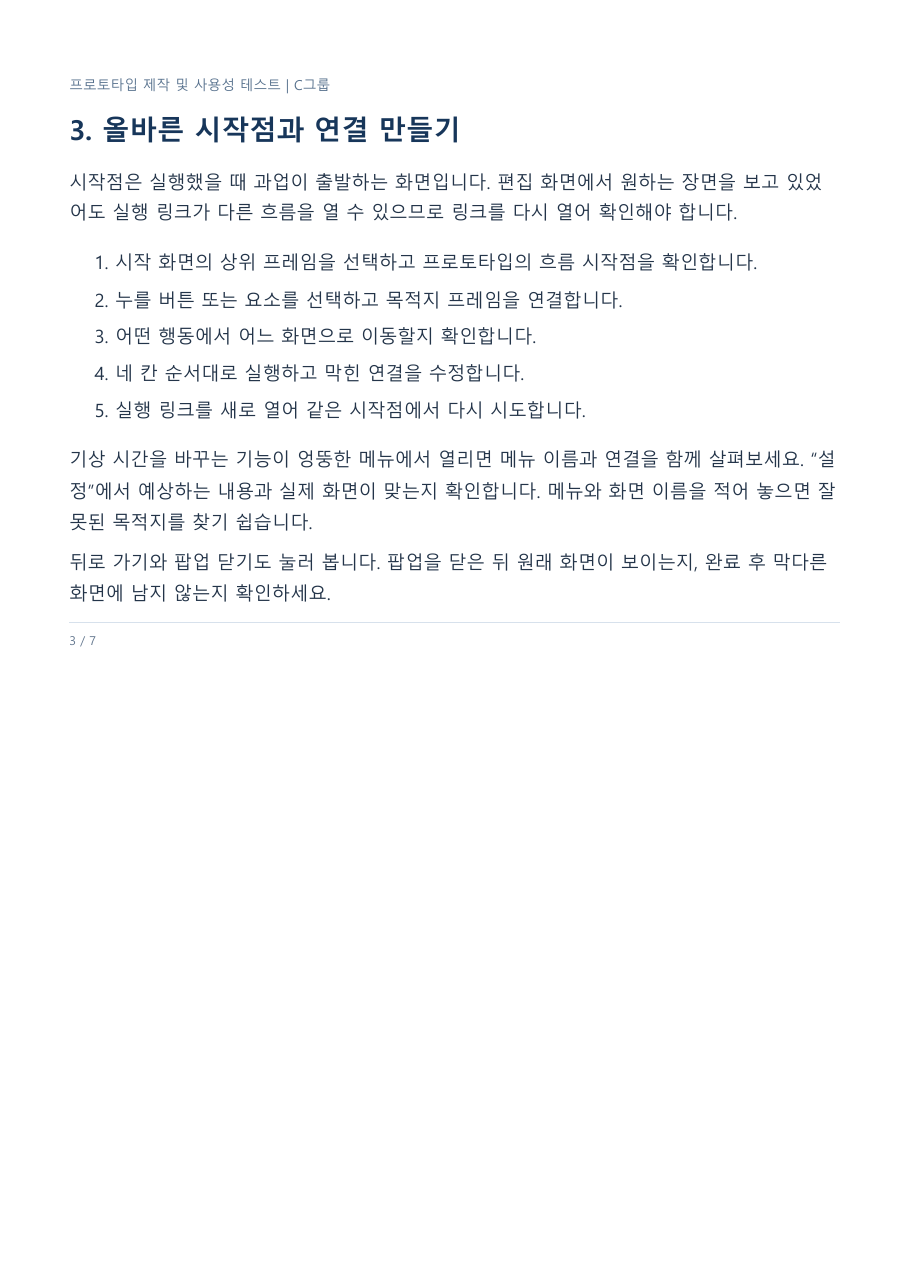 프로토타입 제작 및 사용성 테스트 | C그룹
3. 올바른 시작점과 연결 만들기
시작점은 실행했을 때 과업이 출발하는 화면입니다. 편집 화면에서 원하는 장면을 보고 있었
어도 실행 링크가 다른 흐름을 열 수 있으므로 링크를 다시 열어 확인해야 합니다.
1. 시작 화면의 상위 프레임을 선택하고 프로토타입의 흐름 시작점을 확인합니다.
2. 누를 버튼 또는 요소를 선택하고 목적지 프레임을 연결합니다.
3. 어떤 행동에서 어느 화면으로 이동할지 확인합니다.
4. 네 칸 순서대로 실행하고 막힌 연결을 수정합니다.
5. 실행 링크를 새로 열어 같은 시작점에서 다시 시도합니다.
기상 시간을 바꾸는 기능이 엉뚱한 메뉴에서 열리면 메뉴 이름과 연결을 함께 살펴보세요. “설
정”에서 예상하는 내용과 실제 화면이 맞는지 확인합니다. 메뉴와 화면 이름을 적어 놓으면 잘
못된 목적지를 찾기 쉽습니다.
뒤로 가기와 팝업 닫기도 눌러 봅니다. 팝업을 닫은 뒤 원래 화면이 보이는지, 완료 후 막다른
화면에 남지 않는지 확인하세요.
3 / 7